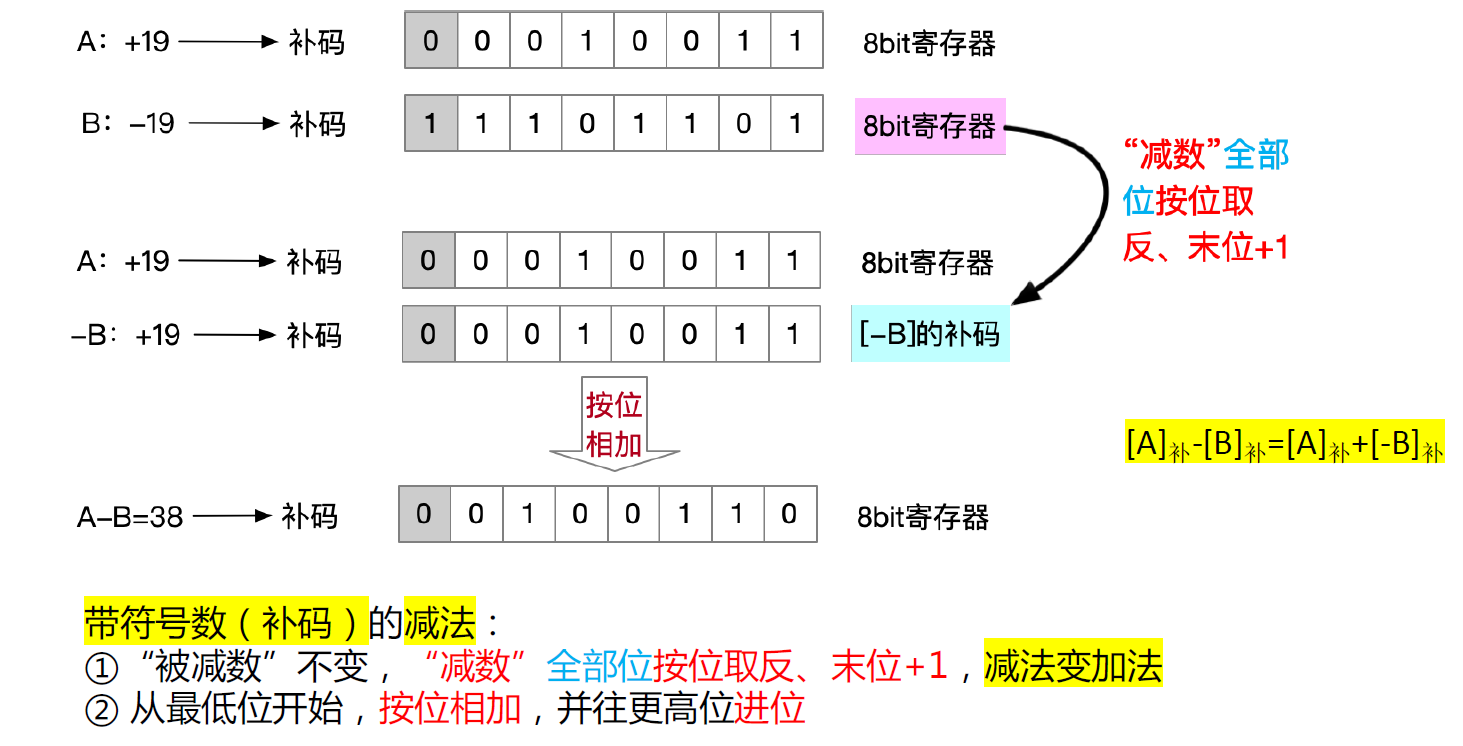 A：+19 补码 0 0 0 1 0 0 1 1 8bit寄存器
B：-19 补码 1 1 1 0 1 1 0 1 8bit寄存器
“减数”全部
位按位取
反、末位+1
A：+19 补码 0 0 0 1 0 0 1 1 8bit寄存器
-B：+19 补码 0 0 0 1 0 0 1 1 [-B]的补码
按位
相加
[A]补-[B]补=[A]补+[-B]补
A-B=38 补码 0 0 1 0 0 1 1 0 8bit寄存器
带符号数（补码）的减法：
① “被减数”不变，“减数”全部位按位取反、末位+1，减法变加法
② 从最低位开始，按位相加，并往更高位进位